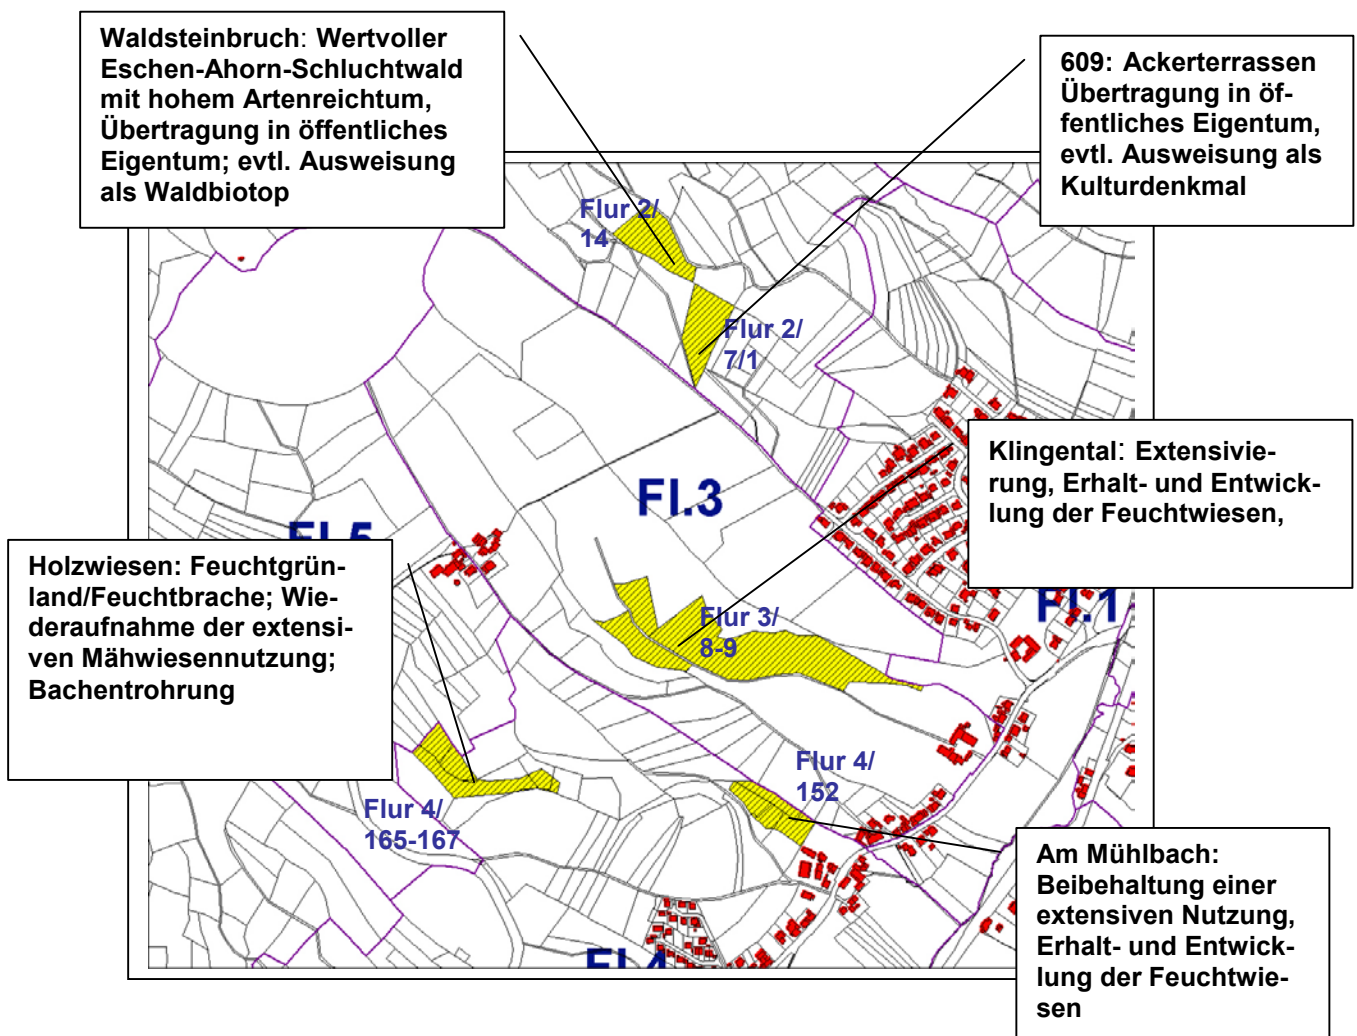 Waldsteinbruch: Wertvoller
Eschen-Ahorn-Schluchtwald
mit hohem Artenreichtum,
Übertragung in öffentliches
Eigentum; evtl. Ausweisung
als Waldbiotop
609: Ackerterrassen
Übertragung in öf-
fentliches Eigentum,
evtl. Ausweisung als
Kulturdenkmal
Flur 2/
14
Flur 2/
7/1
Klingental: Extensivie-
rung, Erhalt- und Entwick-
lung der Feuchtwiesen,
Fl.3
Fl.5
Holzwiesen: Feuchtgrün-
land/Feuchtbrache; Wie-
deraufnahme der extensi-
ven Mähwiesennutzung;
Bachentrohrung
Fl.1
Flur 3/
8-9
Flur 4/
152
Flur 4/
165-167
Am Mühlbach:
Beibehaltung einer
extensiven Nutzung,
Erhalt- und Entwick-
lung der Feuchtwie-
sen
Fl.4